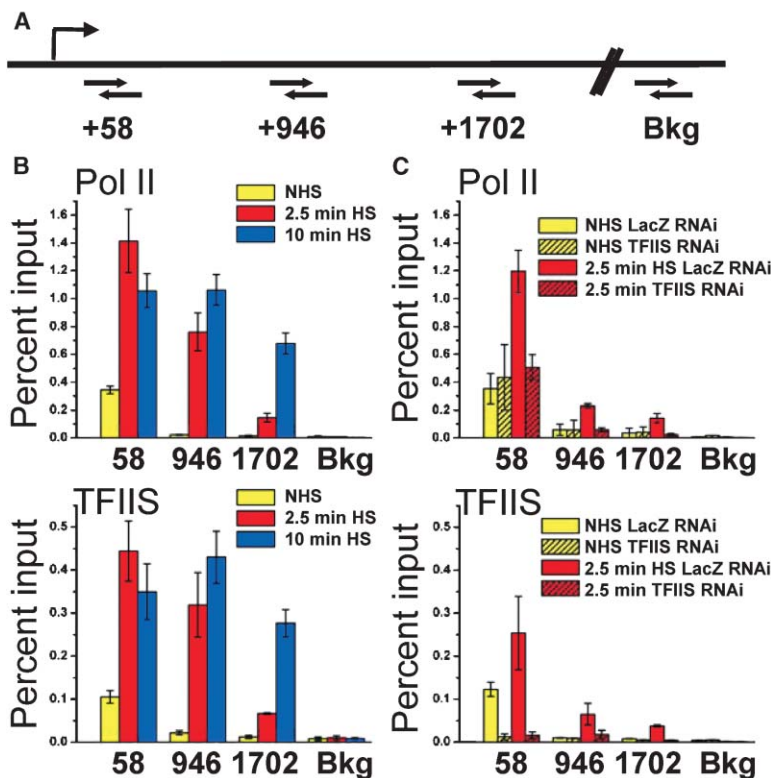 A
+58 +946 +1702 Bkg
B
Pol II
NHS
2.5 min HS
10 min HS
Percent input
1.6
1.4
1.2
1.0
0.8
0.6
0.4
0.2
0.0
58 946 1702 Bkg
TFIIS
NHS
2.5 min HS
10 min HS
Percent input
0.5
0.4
0.3
0.2
0.1
0.0
58 946 1702 Bkg
C
Pol II
NHS LacZ RNAi
NHS TFIIS RNAi
2.5 min HS LacZ RNAi
2.5 min TFIIS RNAi
Percent input
1.6
1.4
1.2
1.0
0.8
0.6
0.4
0.2
0.0
58 946 1702 Bkg
TFIIS
NHS LacZ RNAi
NHS TFIIS RNAi
2.5 min HS LacZ RNAi
2.5 min TFIIS RNAi
Percent input
0.5
0.4
0.3
0.2
0.1
0.0
58 946 1702 Bkg